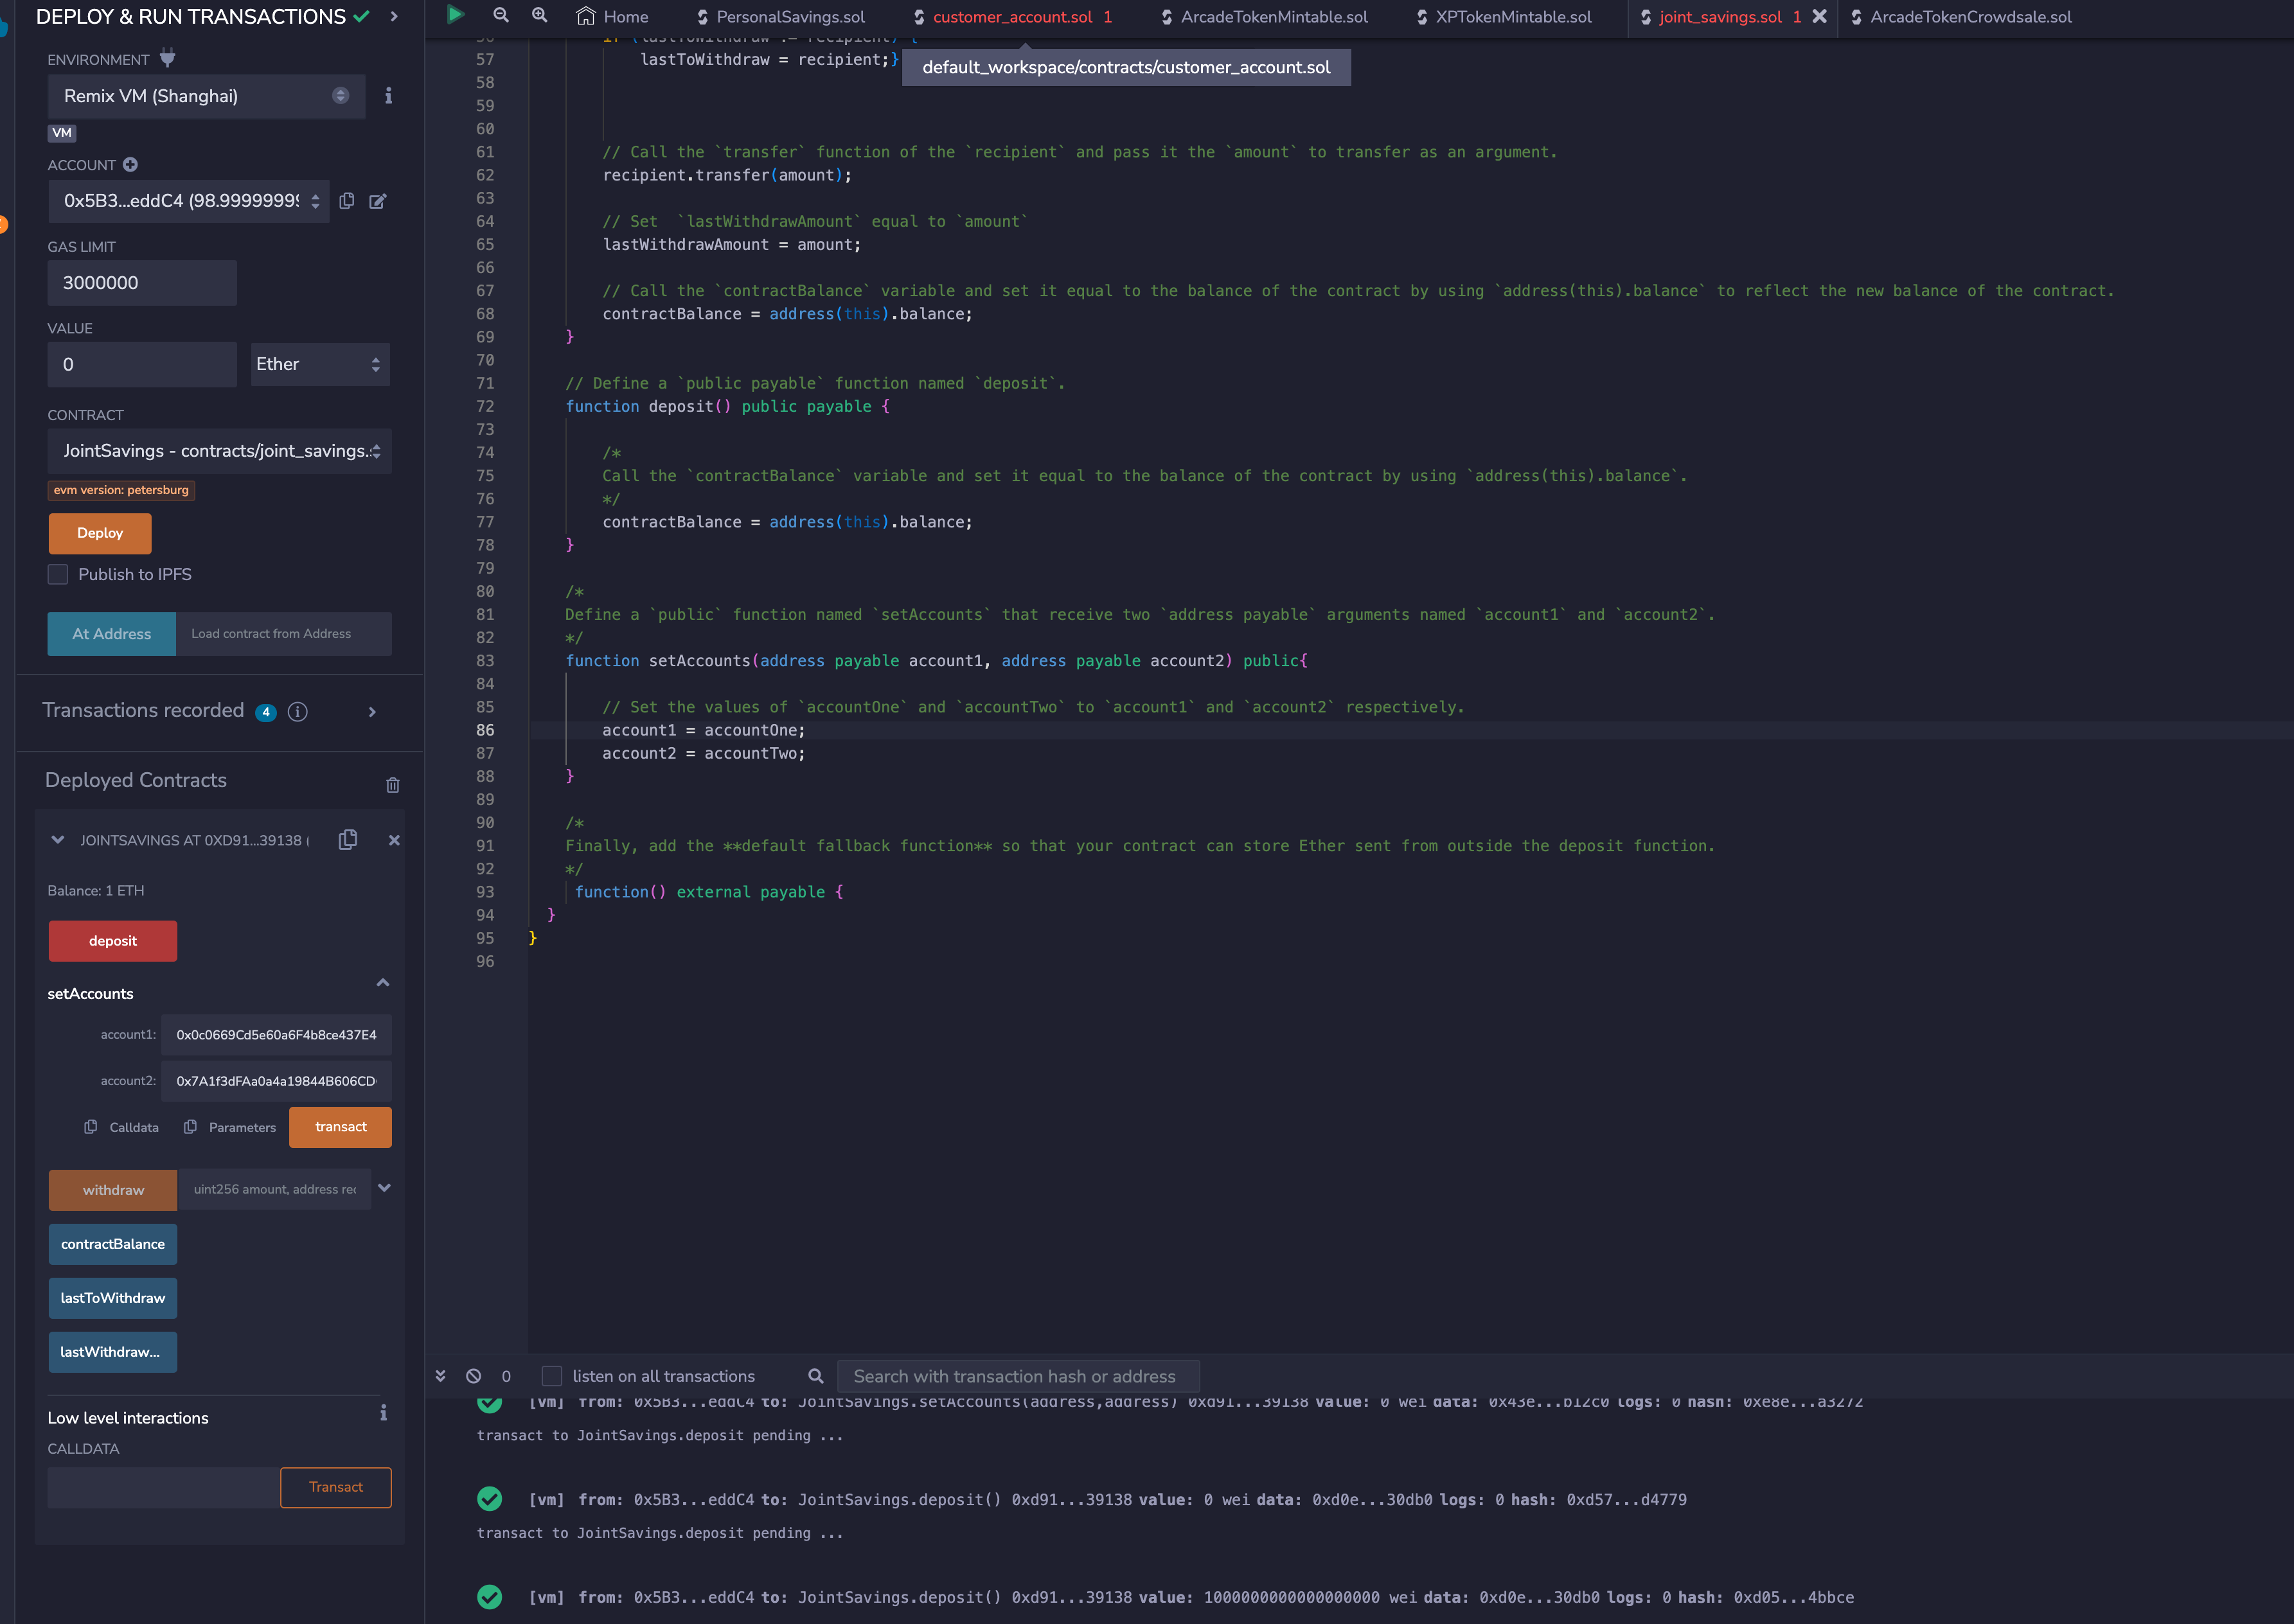 DEPLOY & RUN TRANSACTIONS
ENVIRONMENT
Remix VM (Shanghai)
VM
ACCOUNT
0x5B3...eddC4 (98.9999999
GAS LIMIT
3000000
VALUE
0
Ether
CONTRACT
JointSavings - contracts/joint_savings.
evm version: petersburg
Deploy
Publish to IPFS
At Address
Load contract from Address
Transactions recorded 4
Deployed Contracts
JOINTSAVINGS AT 0XD91...39138 (
Balance: 1 ETH
deposit
setAccounts
account1: 0x0c0669Cd5e60a6F4b8ce437E4
account2: 0x7A1f3dFAa0a4a19844B606CD
Calldata
Parameters
transact
withdraw
uint256 amount, address rec
contractBalance
lastToWithdraw
lastWithdraw...
Low level interactions
CALLDATA
Transact
Home
PersonalSavings.sol
customer_account.sol 1
ArcadeTokenMintable.sol
XPTokenMintable.sol
joint_savings.sol 1
ArcadeTokenCrowdsale.sol
default_workspace/contracts/customer_account.sol
56 if (lastToWithdraw != recipient) {
57 lastToWithdraw = recipient;}
58
59
60
61 // Call the `transfer` function of the `recipient` and pass it the `amount` to transfer as an argument.
62 recipient.transfer(amount);
63
64 // Set  `lastWithdrawAmount` equal to `amount`
65 lastWithdrawAmount = amount;
66
67 // Call the `contractBalance` variable and set it equal to the balance of the contract by using `address(this).balance` to reflect the new balance of the contract.
68 contractBalance = address(this).balance;
69 }
70
71 // Define a `public payable` function named `deposit`.
72 function deposit() public payable {
73
74 /*
75 Call the `contractBalance` variable and set it equal to the balance of the contract by using `address(this).balance`.
76 */
77 contractBalance = address(this).balance;
78 }
79
80 /*
81 Define a `public` function named `setAccounts` that receive two `address payable` arguments named `account1` and `account2`.
82 */
83 function setAccounts(address payable account1, address payable account2) public{
84
85 // Set the values of `accountOne` and `accountTwo` to `account1` and `account2` respectively.
86 account1 = accountOne;
87 account2 = accountTwo;
88 }
89
90 /*
91 Finally, add the **default fallback function** so that your contract can store Ether sent from outside the deposit function.
92 */
93 function() external payable {
94 }
95 }
96
0
listen on all transactions
Search with transaction hash or address
[vm] from: 0x5B3...eddC4 to: JointSavings.setAccounts(address,address) 0xd91...39138 value: 0 wei data: 0x43e...b12c0 logs: 0 hash: 0xe8e...a3272
transact to JointSavings.deposit pending ...
[vm] from: 0x5B3...eddC4 to: JointSavings.deposit() 0xd91...39138 value: 0 wei data: 0xd0e...30db0 logs: 0 hash: 0xd57...d4779
transact to JointSavings.deposit pending ...
[vm] from: 0x5B3...eddC4 to: JointSavings.deposit() 0xd91...39138 value: 1000000000000000000 wei data: 0xd0e...30db0 logs: 0 hash: 0xd05...4bbce